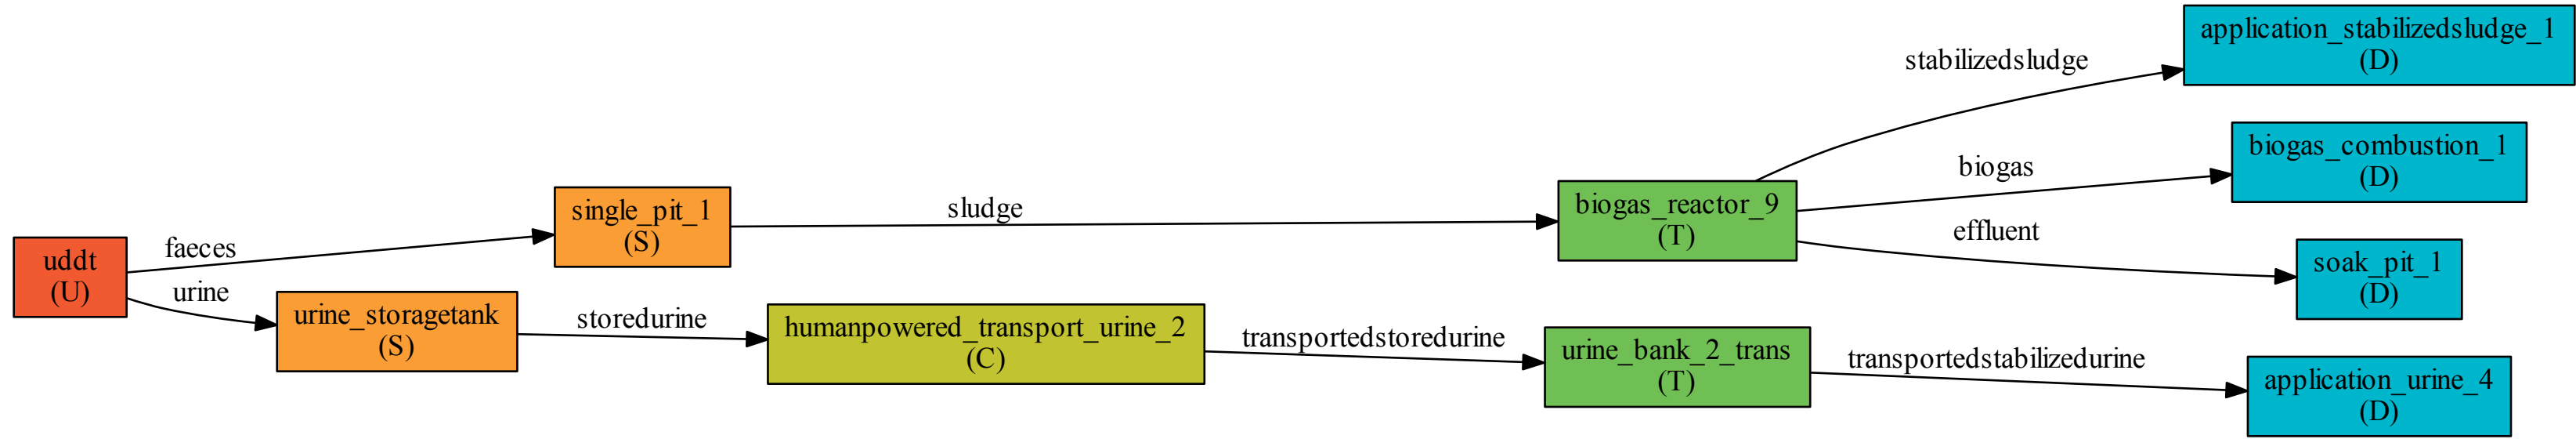 uddt
(U)
faeces
urine
single_pit_1
(S)
urine_storagetank
(S)
sludge
storedurine
humanpowered_transport_urine_2
(C)
transportedstoredurine
biogas_reactor_9
(T)
urine_bank_2_trans
(T)
stabilizedsludge
biogas
effluent
transportedstabilizedurine
application_stabilizedsludge_1
(D)
biogas_combustion_1
(D)
soak_pit_1
(D)
application_urine_4
(D)